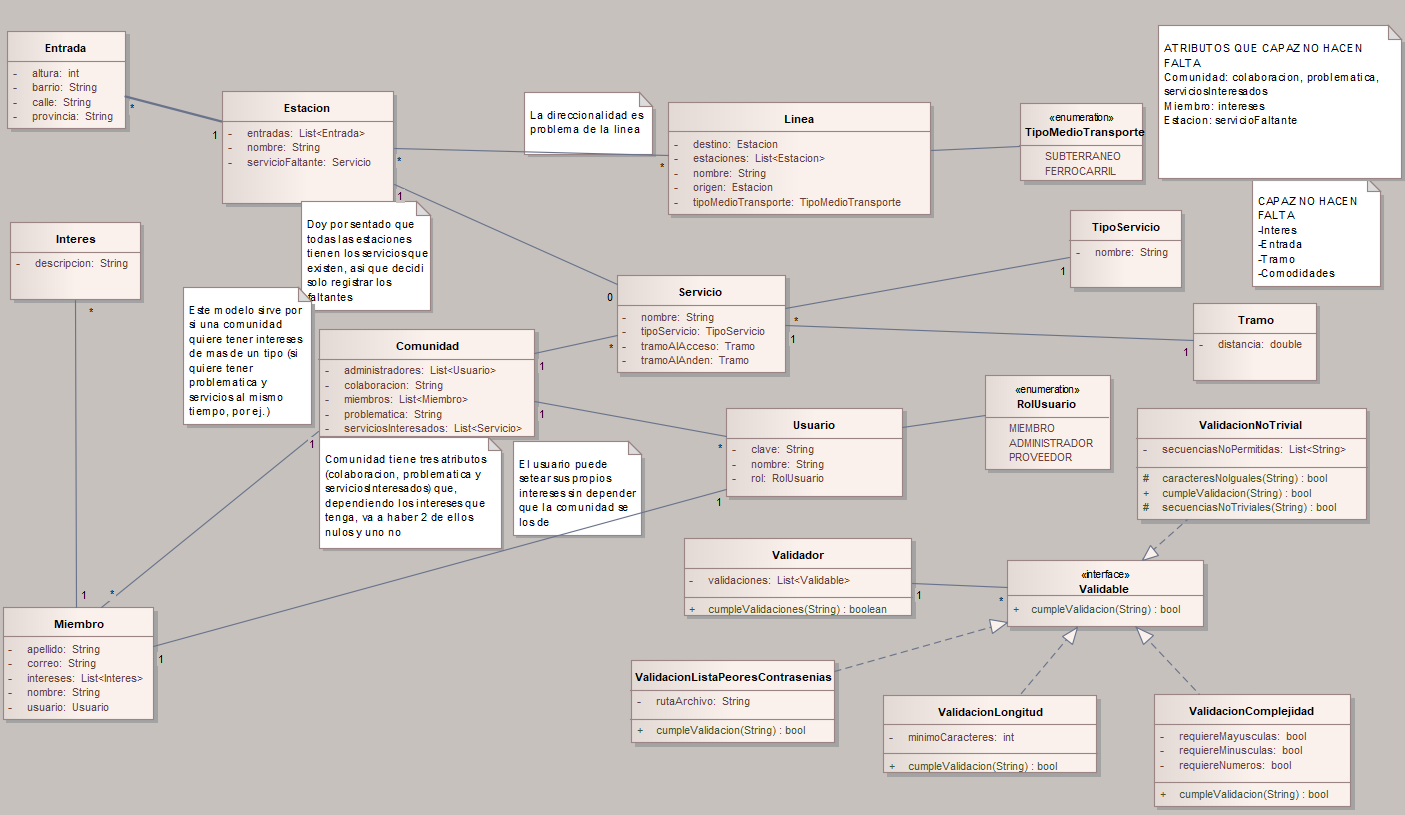 Entrada
- altura: int
- barrio: String
- calle: String
- provincia: String
*
1
Estacion
- entradas: List<Entrada>
- nombre: String
- servicioFaltante: Servicio
*
1
La direccionalidad es
problema de la linea
*
Linea
- destino: Estacion
- estaciones: List<Estacion>
- nombre: String
- origen: Estacion
- tipoMedioTransporte: TipoMedioTransporte
«enumeration»
TipoMedioTransporte
SUBTERRANEO
FERROCARRIL
ATRIBUTOS QUE CAPAZ NO HACEN
FALTA
Comunidad: colaboracion, problematica,
serviciosInteresados
Miembro: intereses
Estacion: servicioFaltante
CAPAZ NO HACEN
FALTA
-Interes
-Entrada
-Tramo
-Comodidades
Interes
- descripcion: String
*
Doy por sentado que
todas las estaciones
tienen los servicios que
existen, asi que decidi
solo registrar los
faltantes
TipoServicio
- nombre: String
1
0
Servicio
- nombre: String
- tipoServicio: TipoServicio
- tramoAlAcceso: Tramo
- tramoAlAnden: Tramo
*
1
*
Tramo
- distancia: double
1
Este modelo sirve por
si una comunidad
quiere tener intereses
de mas de un tipo (si
quiere tener
problematica y
servicios al mismo
tiempo, por ej.)
Comunidad
- administradores: List<Usuario>
- colaboracion: String
- miembros: List<Miembro>
- problematica: String
- serviciosInteresados: List<Servicio>
1
1
1
Comunidad tiene tres atributos
(colaboracion, problematica y
serviciosInteresados) que,
dependiendo los intereses que
tenga, va a haber 2 de ellos
nulos y uno no
El usuario puede
setear sus propios
intereses sin depender
que la comunidad se
los de
*
Usuario
- clave: String
- nombre: String
- rol: RolUsuario
1
«enumeration»
RolUsuario
MIEMBRO
ADMINISTRADOR
PROVEEDOR
ValidacionNoTrivial
- secuenciasNoPermitidas: List<String>
# caracteresNoIguales(String) : bool
+ cumpleValidacion(String) : bool
# secuenciasNoTriviales(String) : bool
Validador
- validaciones: List<Validable>
+ cumpleValidaciones(String) : boolean
1
*
«interface»
Validable
+ cumpleValidacion(String) : bool
1
*
Miembro
- apellido: String
- correo: String
- intereses: List<Interes>
- nombre: String
- usuario: Usuario
1
ValidacionListaPeoresContrasenias
- rutaArchivo: String
+ cumpleValidacion(String) : bool
ValidacionLongitud
- minimoCaracteres: int
+ cumpleValidacion(String) : bool
ValidacionComplejidad
- requiereMayusculas: bool
- requiereMinusculas: bool
- requiereNumeros: bool
+ cumpleValidacion(String) : bool